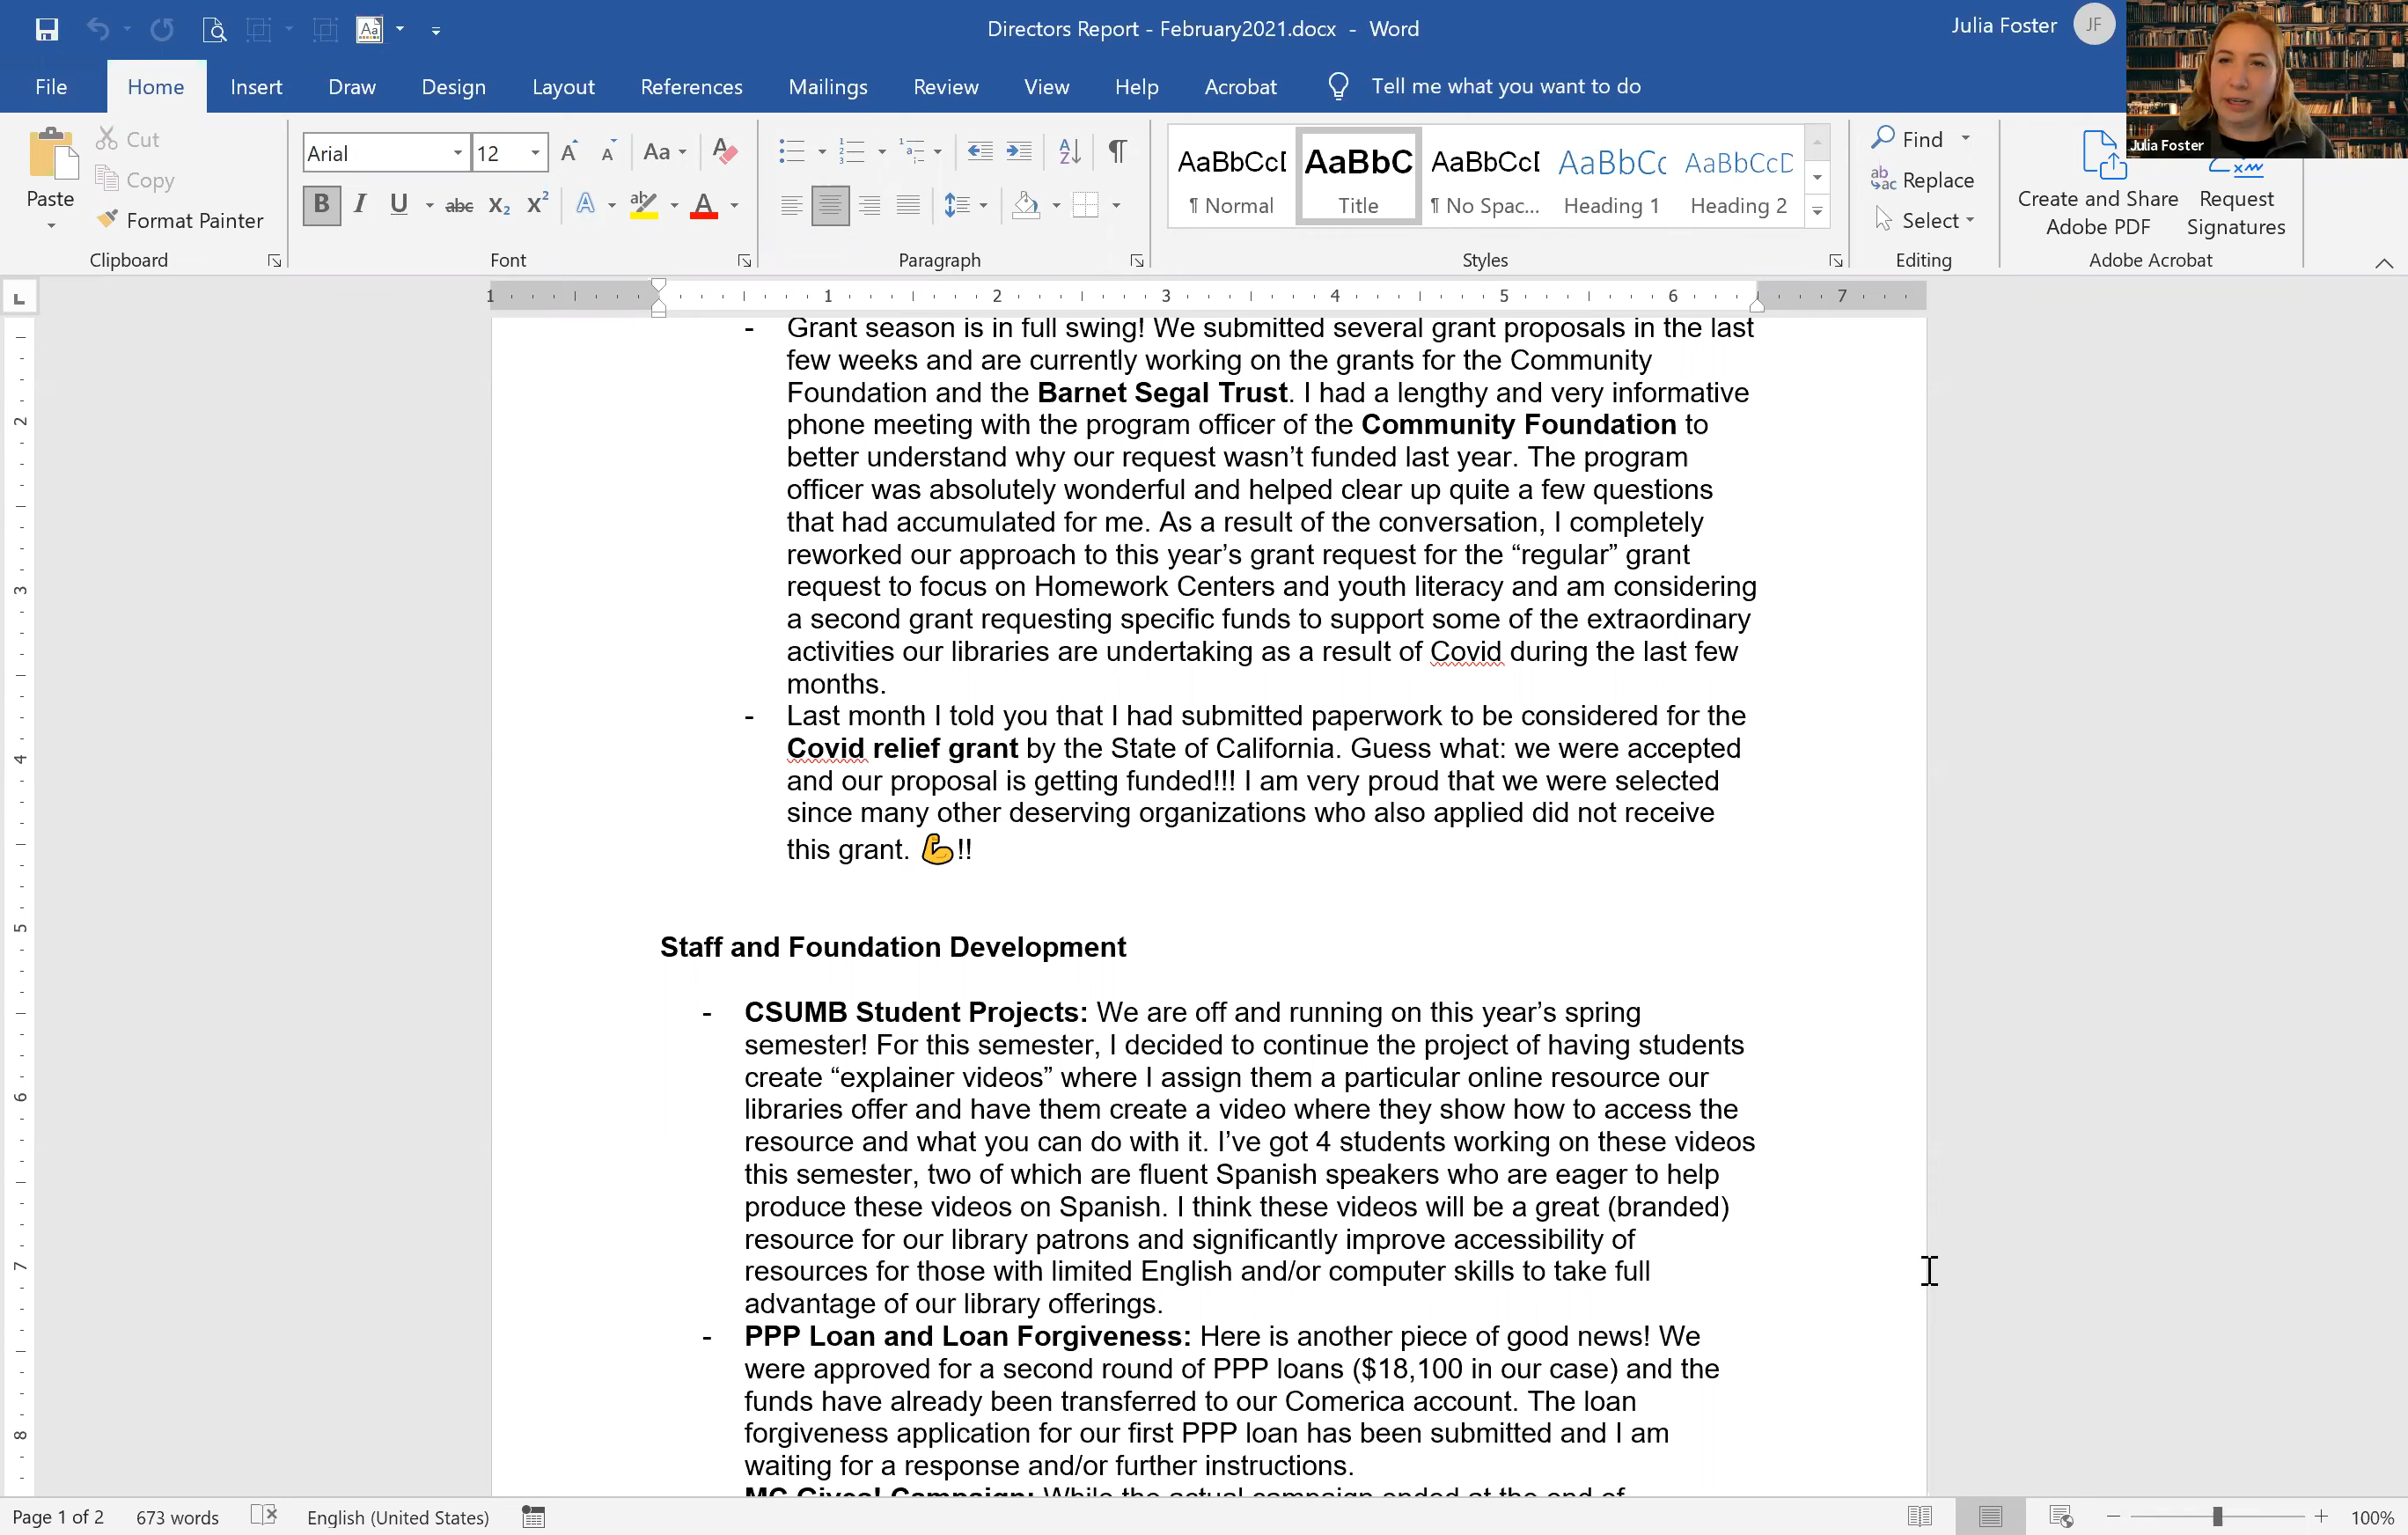 Directors Report - February2021.docx - Word
Julia Foster JF
File Home Insert Draw Design Layout References Mailings Review View Help Acrobat Tell me what you want to do
Julia Foster
Paste
Cut
Copy
Format Painter
Clipboard
Arial 12
Aa
Font
Paragraph
AaBbCcI AaBbC AaBbCcI AaBbCc AaBbCcD
¶ Normal Title ¶ No Spac... Heading 1 Heading 2
Styles
Find
Replace
Select
Editing
Create and Share Adobe PDF
Request Signatures
Adobe Acrobat
1 1 2 3 4 5 6 7
- Grant season is in full swing! We submitted several grant proposals in the last
few weeks and are currently working on the grants for the Community
Foundation and the Barnet Segal Trust. I had a lengthy and very informative
phone meeting with the program officer of the Community Foundation to
better understand why our request wasn’t funded last year. The program
officer was absolutely wonderful and helped clear up quite a few questions
that had accumulated for me. As a result of the conversation, I completely
reworked our approach to this year’s grant request for the “regular” grant
request to focus on Homework Centers and youth literacy and am considering
a second grant requesting specific funds to support some of the extraordinary
activities our libraries are undertaking as a result of Covid during the last few
months.
- Last month I told you that I had submitted paperwork to be considered for the
Covid relief grant by the State of California. Guess what: we were accepted
and our proposal is getting funded!!! I am very proud that we were selected
since many other deserving organizations who also applied did not receive
this grant. 💪!!
Staff and Foundation Development
- CSUMB Student Projects: We are off and running on this year’s spring
semester! For this semester, I decided to continue the project of having students
create “explainer videos” where I assign them a particular online resource our
libraries offer and have them create a video where they show how to access the
resource and what you can do with it. I’ve got 4 students working on these videos
this semester, two of which are fluent Spanish speakers who are eager to help
produce these videos on Spanish. I think these videos will be a great (branded)
resource for our library patrons and significantly improve accessibility of
resources for those with limited English and/or computer skills to take full
advantage of our library offerings.
- PPP Loan and Loan Forgiveness: Here is another piece of good news! We
were approved for a second round of PPP loans ($18,100 in our case) and the
funds have already been transferred to our Comerica account. The loan
forgiveness application for our first PPP loan has been submitted and I am
waiting for a response and/or further instructions.
MC Gives! Campaign: While the actual campaign ended at the end of
Page 1 of 2 673 words English (United States) 100%